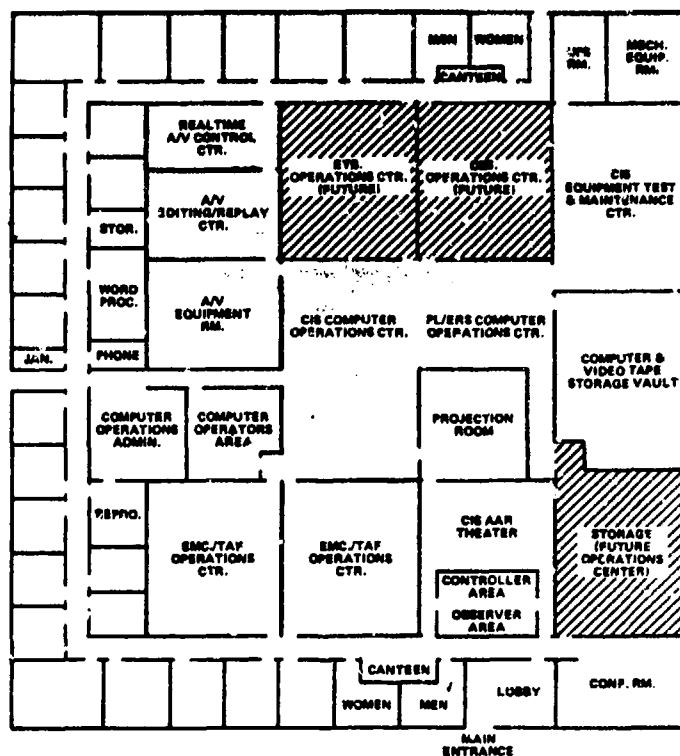 MEN
WOMEN
CANTEEN
UPS
RM.
MECH.
EQUIP.
RM.
REALTIME
A/V CONTROL
CTR.
SYS.
OPERATIONS CTR.
(FUTURE)
OPERATIONS CTR.
(FUTURE)
CIS
EQUIPMENT TEST
& MAINTENANCE
CTR.
A/V
EDITING/REPLAY
CTR.
STOR.
WORD
PROC.
A/V
EQUIPMENT
RM.
CIS COMPUTER
OPERATIONS CTR.
PL/ERS COMPUTER
OPERATIONS CTR.
JAN.
PHONE
COMPUTER &
VIDEO TAPE
STORAGE VAULT
COMPUTER
OPERATIONS
ADMIN.
COMPUTER
OPERATORS
AREA
PROJECTION
ROOM
REPRO.
EMC/TAF
OPERATIONS
CTR.
EMC/TAF
OPERATIONS
CTR.
CIS AAR
THEATER
STORAGE
(FUTURE
OPERATIONS
CENTER)
CONTROLLER
AREA
OBSERVER
AREA
CANTEEN
WOMEN
MEN
LOBBY
CONF. RM.
MAIN
ENTRANCE